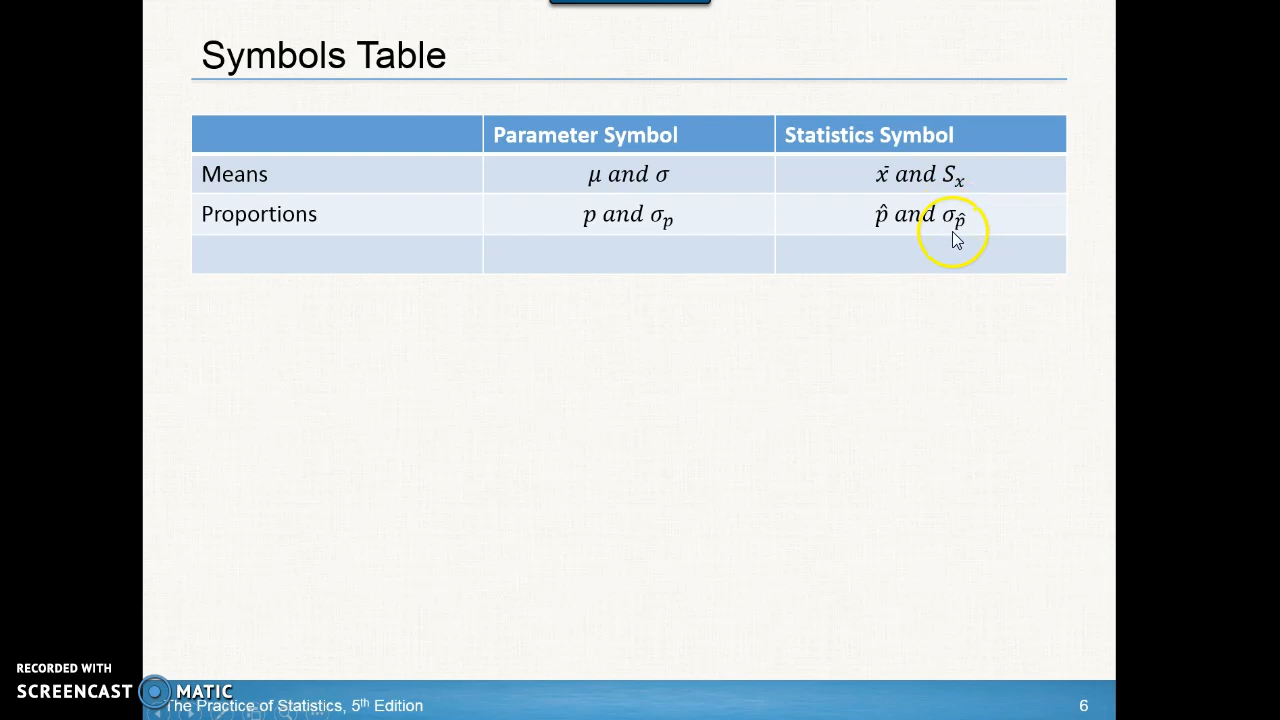 Symbols Table
Parameter Symbol Statistics Symbol
Means μ and σ x̄ and Sₓ
Proportions p and σₚ p̂ and σ_p̂
RECORDED WITH
SCREENCAST MATIC
The Practice of Statistics, 5th Edition 6